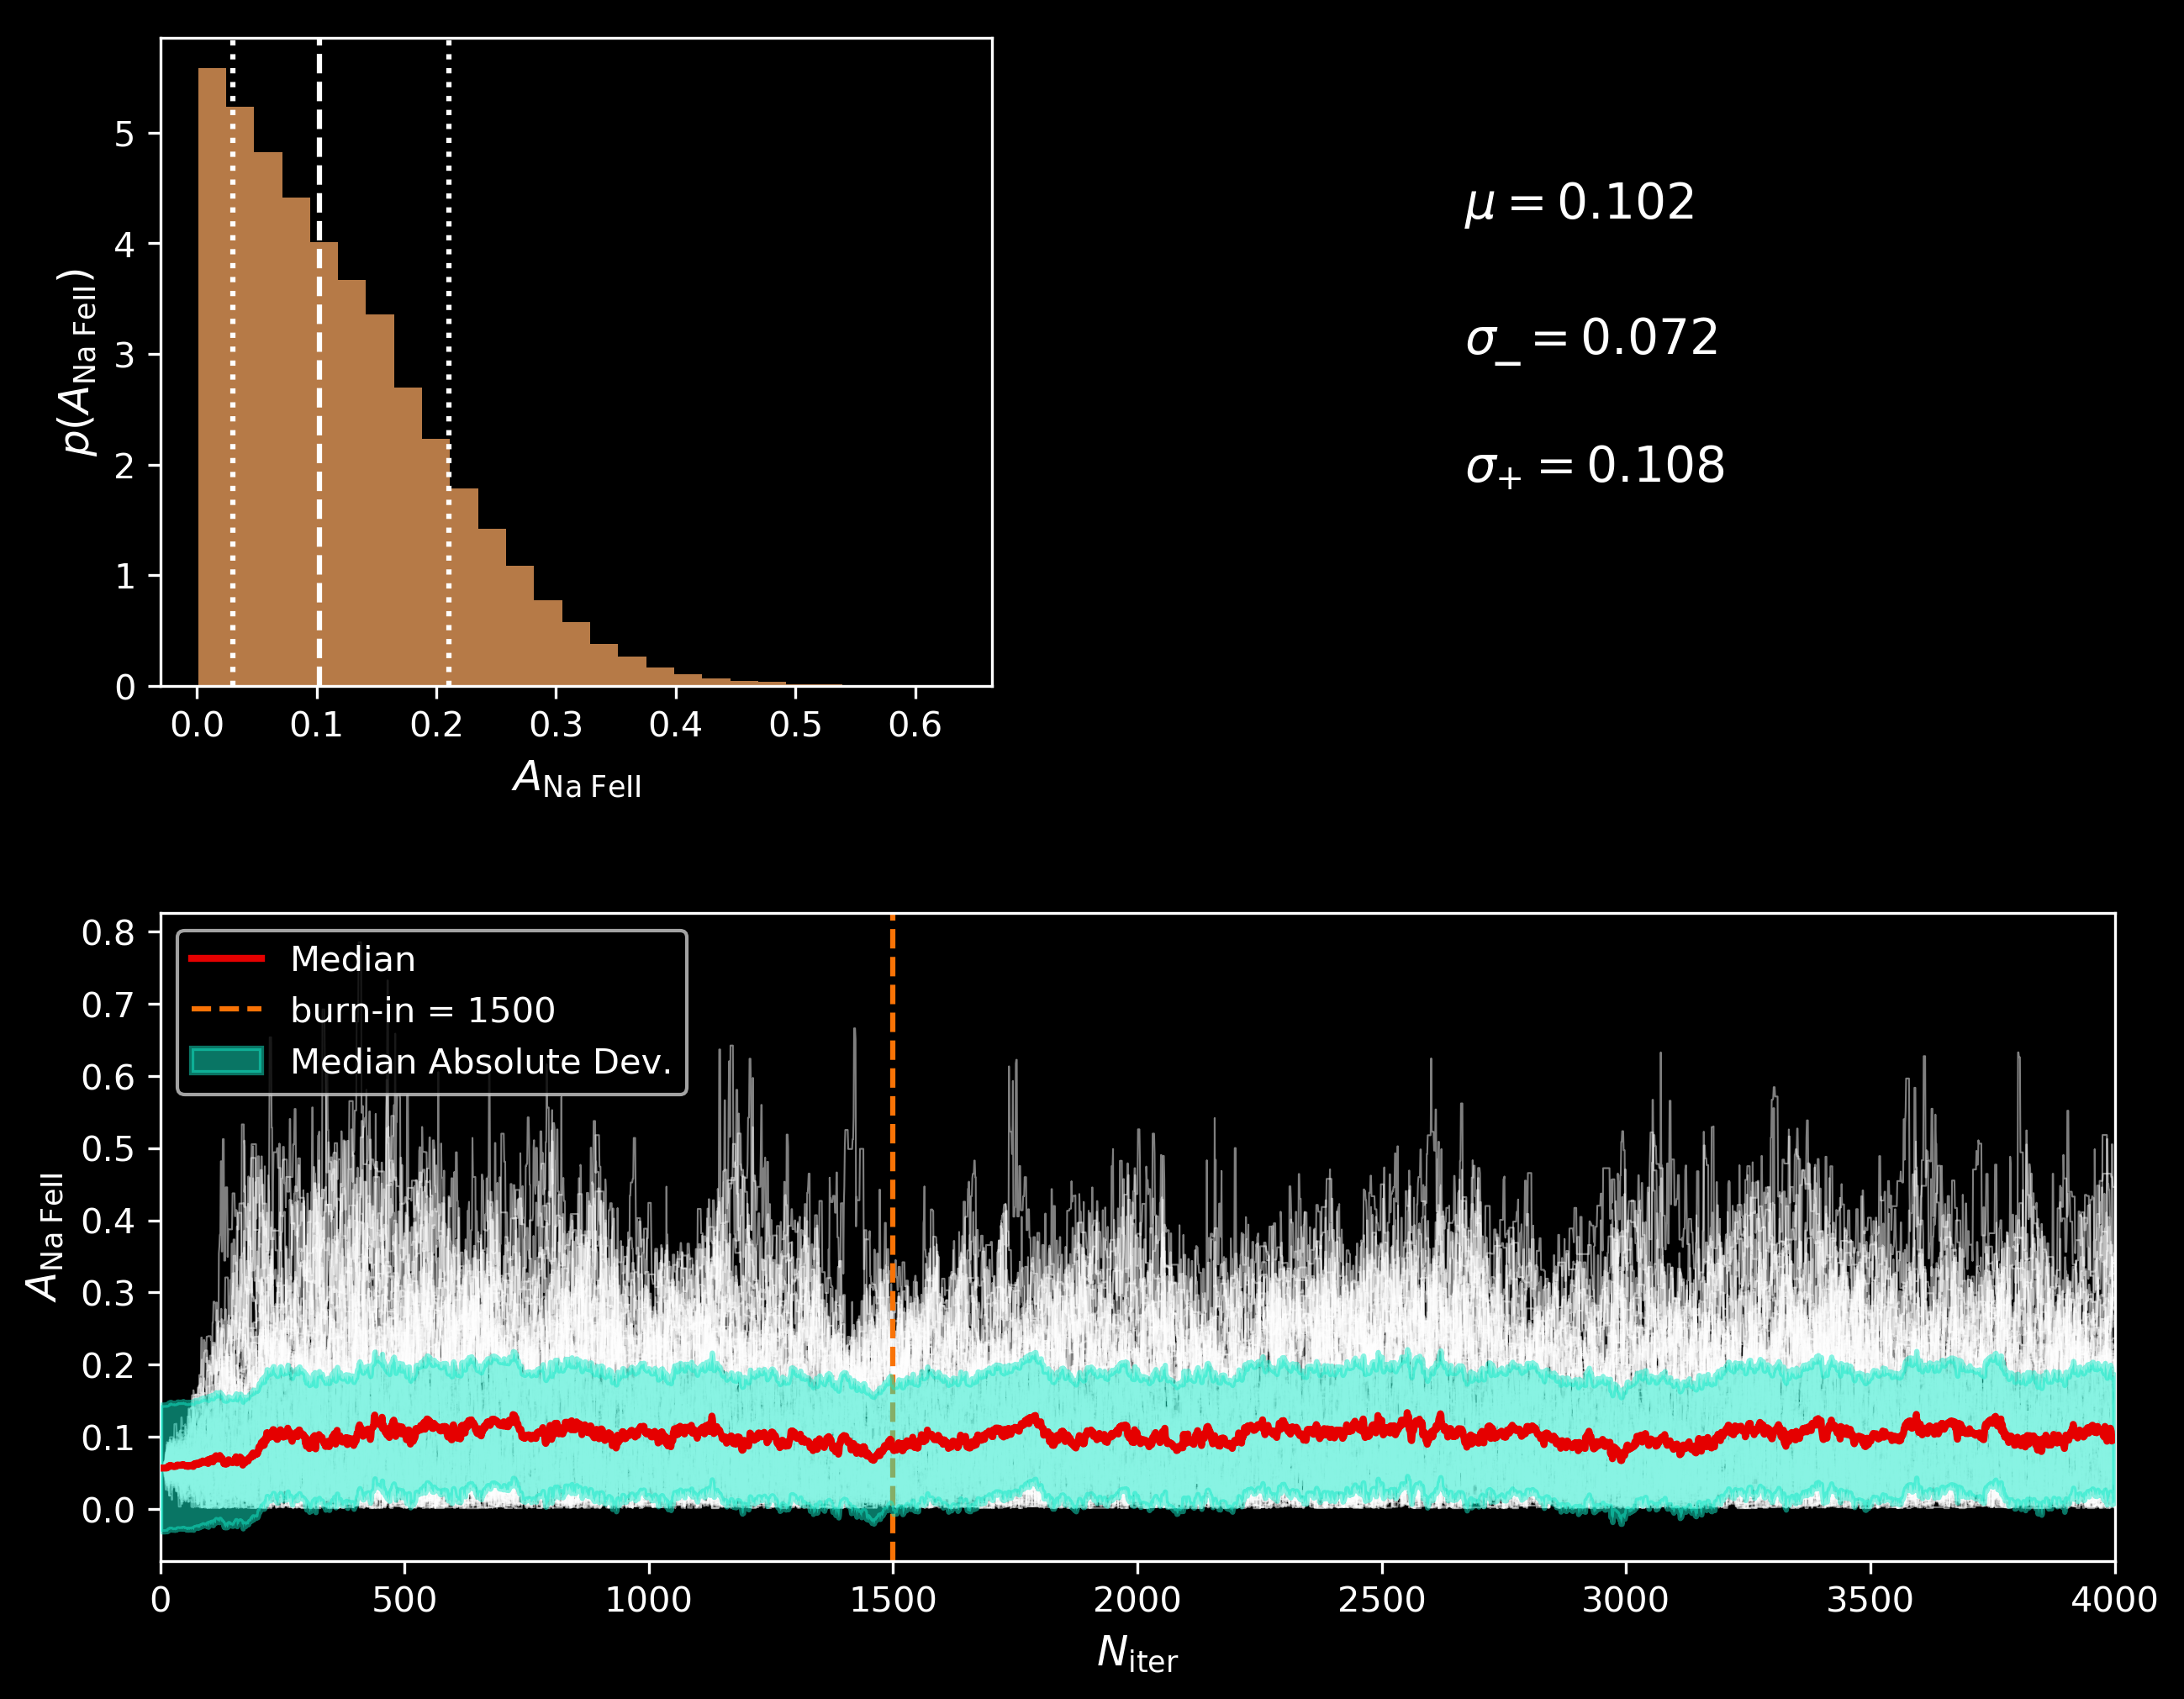 p(A_Na FeII)
5
4
3
2
1
0
0.0 0.1 0.2 0.3 0.4 0.5 0.6
A_Na FeII
μ = 0.102
σ_− = 0.072
σ_+ = 0.108
A_Na FeII
0.8
0.7
0.6
0.5
0.4
0.3
0.2
0.1
0.0
Median
burn-in = 1500
Median Absolute Dev.
0 500 1000 1500 2000 2500 3000 3500 4000
N_iter